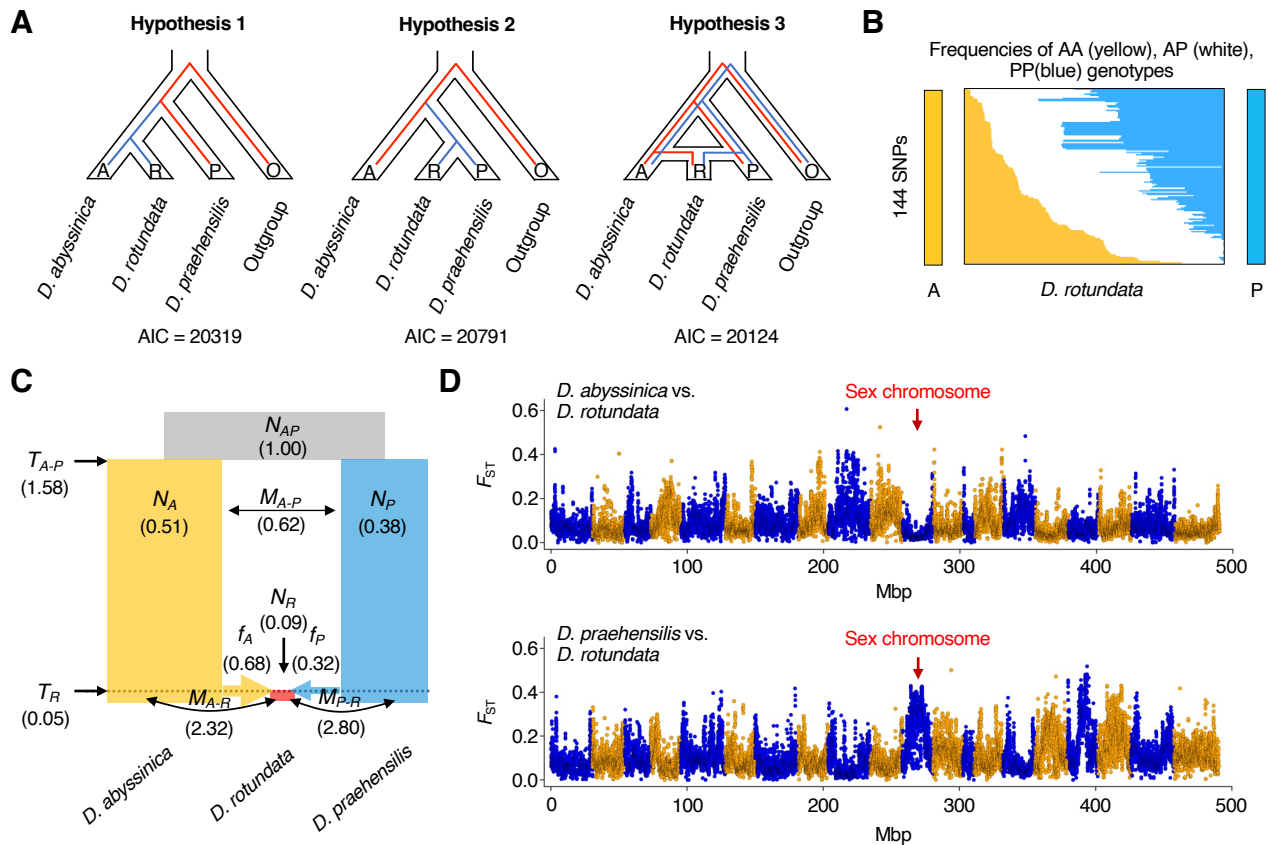 A
Hypothesis 1
Hypothesis 2
Hypothesis 3
A
R
P
O
A
R
P
O
A
R
P
O
D. abyssinica
D. rotundata
D. praehensilis
Outgroup
D. abyssinica
D. rotundata
D. praehensilis
Outgroup
D. abyssinica
D. rotundata
D. praehensilis
Outgroup
AIC = 20319
AIC = 20791
AIC = 20124
B
Frequencies of AA (yellow), AP (white),
PP(blue) genotypes
144 SNPs
A
D. rotundata
P
C
N_AP
(1.00)
T_A-P
(1.58)
N_A
(0.51)
M_A-P
(0.62)
N_P
(0.38)
N_R
(0.09)
f_A
(0.68)
f_P
(0.32)
T_R
(0.05)
M_A-R
(2.32)
M_P-R
(2.80)
D. abyssinica
D. rotundata
D. praehensilis
D
D. abyssinica vs.
D. rotundata
Sex chromosome
F_ST
0.6
0.4
0.2
0.0
0 100 200 300 400 500
Mbp
D. praehensilis vs.
D. rotundata
Sex chromosome
F_ST
0.6
0.4
0.2
0.0
0 100 200 300 400 500
Mbp